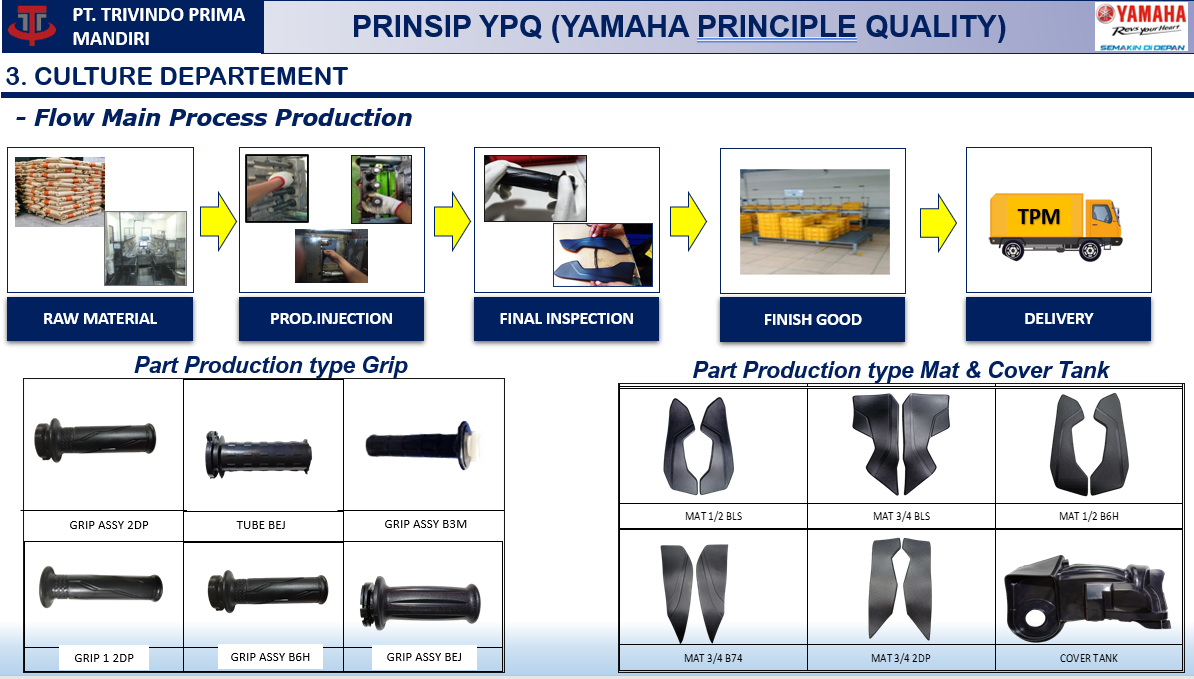 PT. TRIVINDO PRIMA
MANDIRI
PRINSIP YPQ (YAMAHA PRINCIPLE QUALITY)
YAMAHA
Revs Your Heart
SEMAKIN DI DEPAN
3. CULTURE DEPARTEMENT
- Flow Main Process Production
TPM
RAW MATERIAL
PROD.INJECTION
FINAL INSPECTION
FINISH GOOD
DELIVERY
Part Production type Grip
GRIP ASSY 2DP
TUBE BEJ
GRIP ASSY B3M
GRIP 1 2DP
GRIP ASSY B6H
GRIP ASSY BEJ
Part Production type Mat & Cover Tank
MAT 1/2 BLS
MAT 3/4 BLS
MAT 1/2 B6H
MAT 3/4 B74
MAT 3/4 2DP
COVER TANK